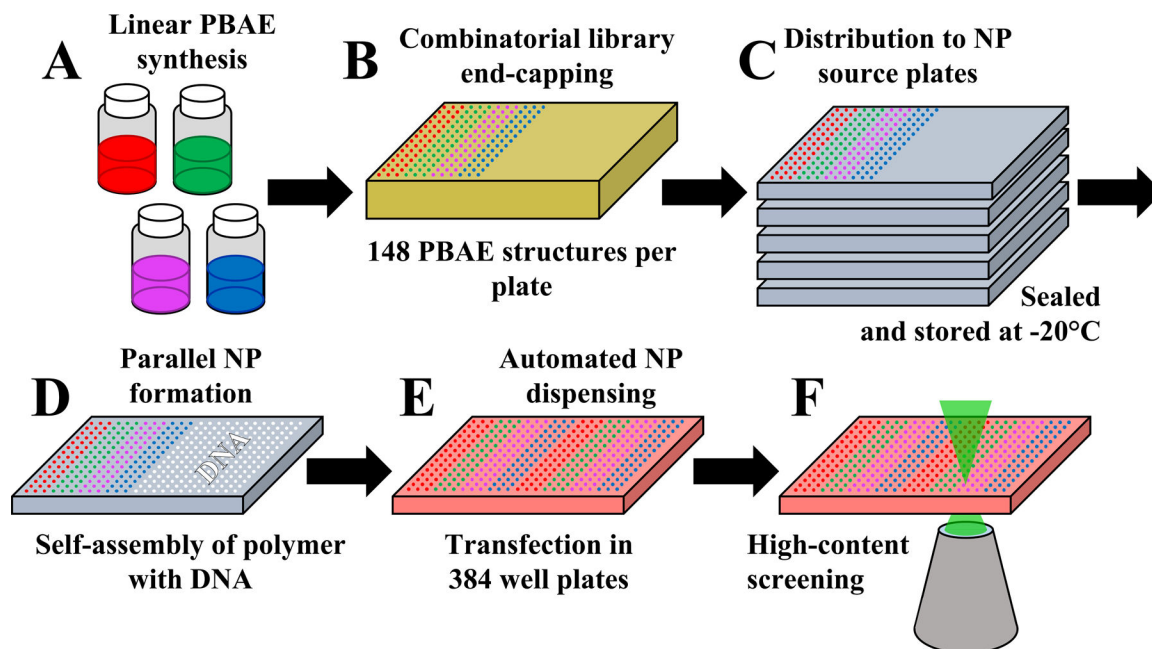 A
Linear PBAE
synthesis
B
Combinatorial library
end-capping
148 PBAE structures per
plate
C
Distribution to NP
source plates
Sealed
and stored at -20°C
D
Parallel NP
formation
DNA
Self-assembly of polymer
with DNA
E
Automated NP
dispensing
Transfection in
384 well plates
F
High-content
screening